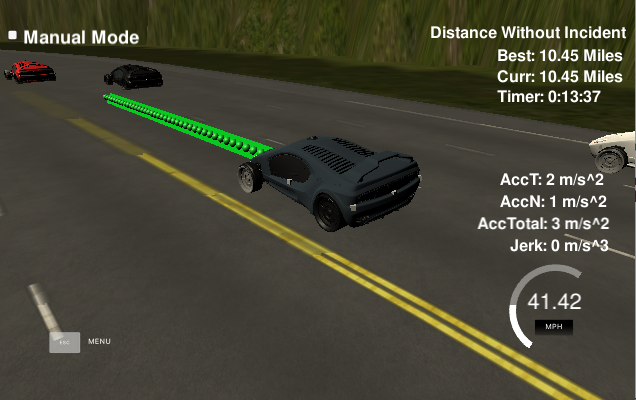 Manual Mode
Distance Without Incident
Best: 10.45 Miles
Curr: 10.45 Miles
Timer: 0:13:37
AccT: 2 m/s^2
AccN: 1 m/s^2
AccTotal: 3 m/s^2
Jerk: 0 m/s^3
41.42
MPH
ESC MENU